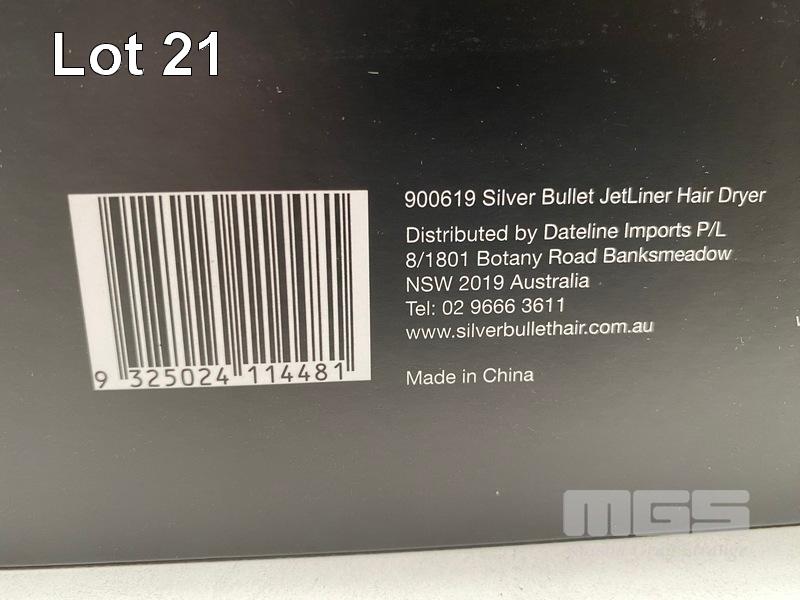 Lot 21
900619 Silver Bullet JetLiner Hair Dryer
Distributed by Dateline Imports P/L
8/1801 Botany Road Banksmeadow
NSW 2019 Australia
Tel: 02 9666 3611
www.silverbullethair.com.au
Made in China
9 325024 114481
MGS